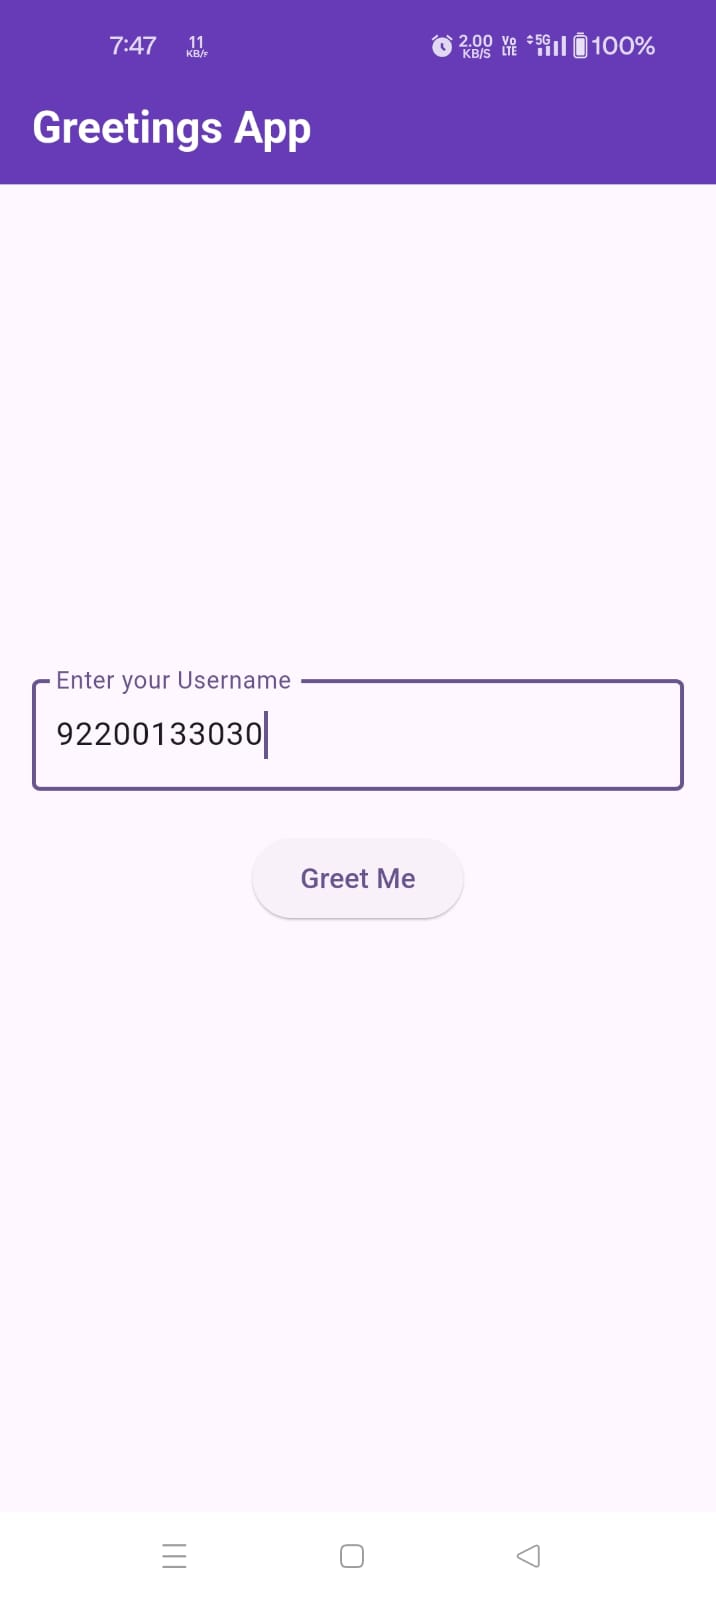 7:47 11 KB/s 2.00 KB/S Vo LTE 5G 100%
Greetings App
Enter your Username
92200133030
Greet Me